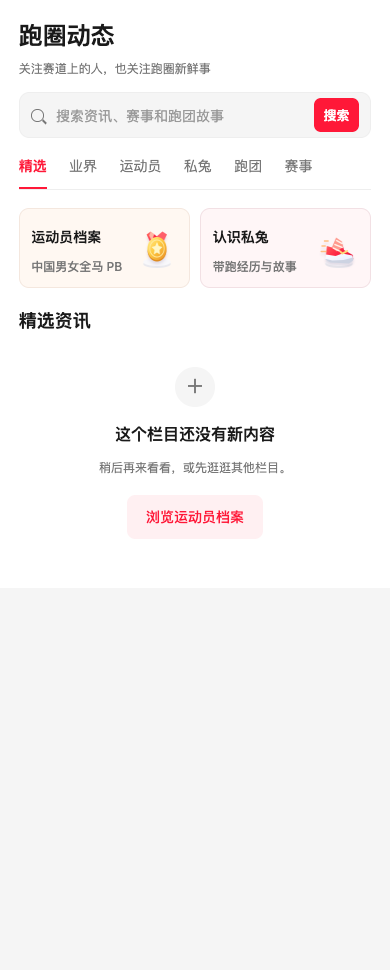 跑圈动态
关注赛道上的人，也关注跑圈新鲜事
搜索资讯、赛事和跑团故事
搜索
精选 业界 运动员 私兔 跑团 赛事
运动员档案
中国男女全马 PB
认识私兔
带跑经历与故事
精选资讯
这个栏目还没有新内容
稍后再来看看，或先逛逛其他栏目。
浏览运动员档案